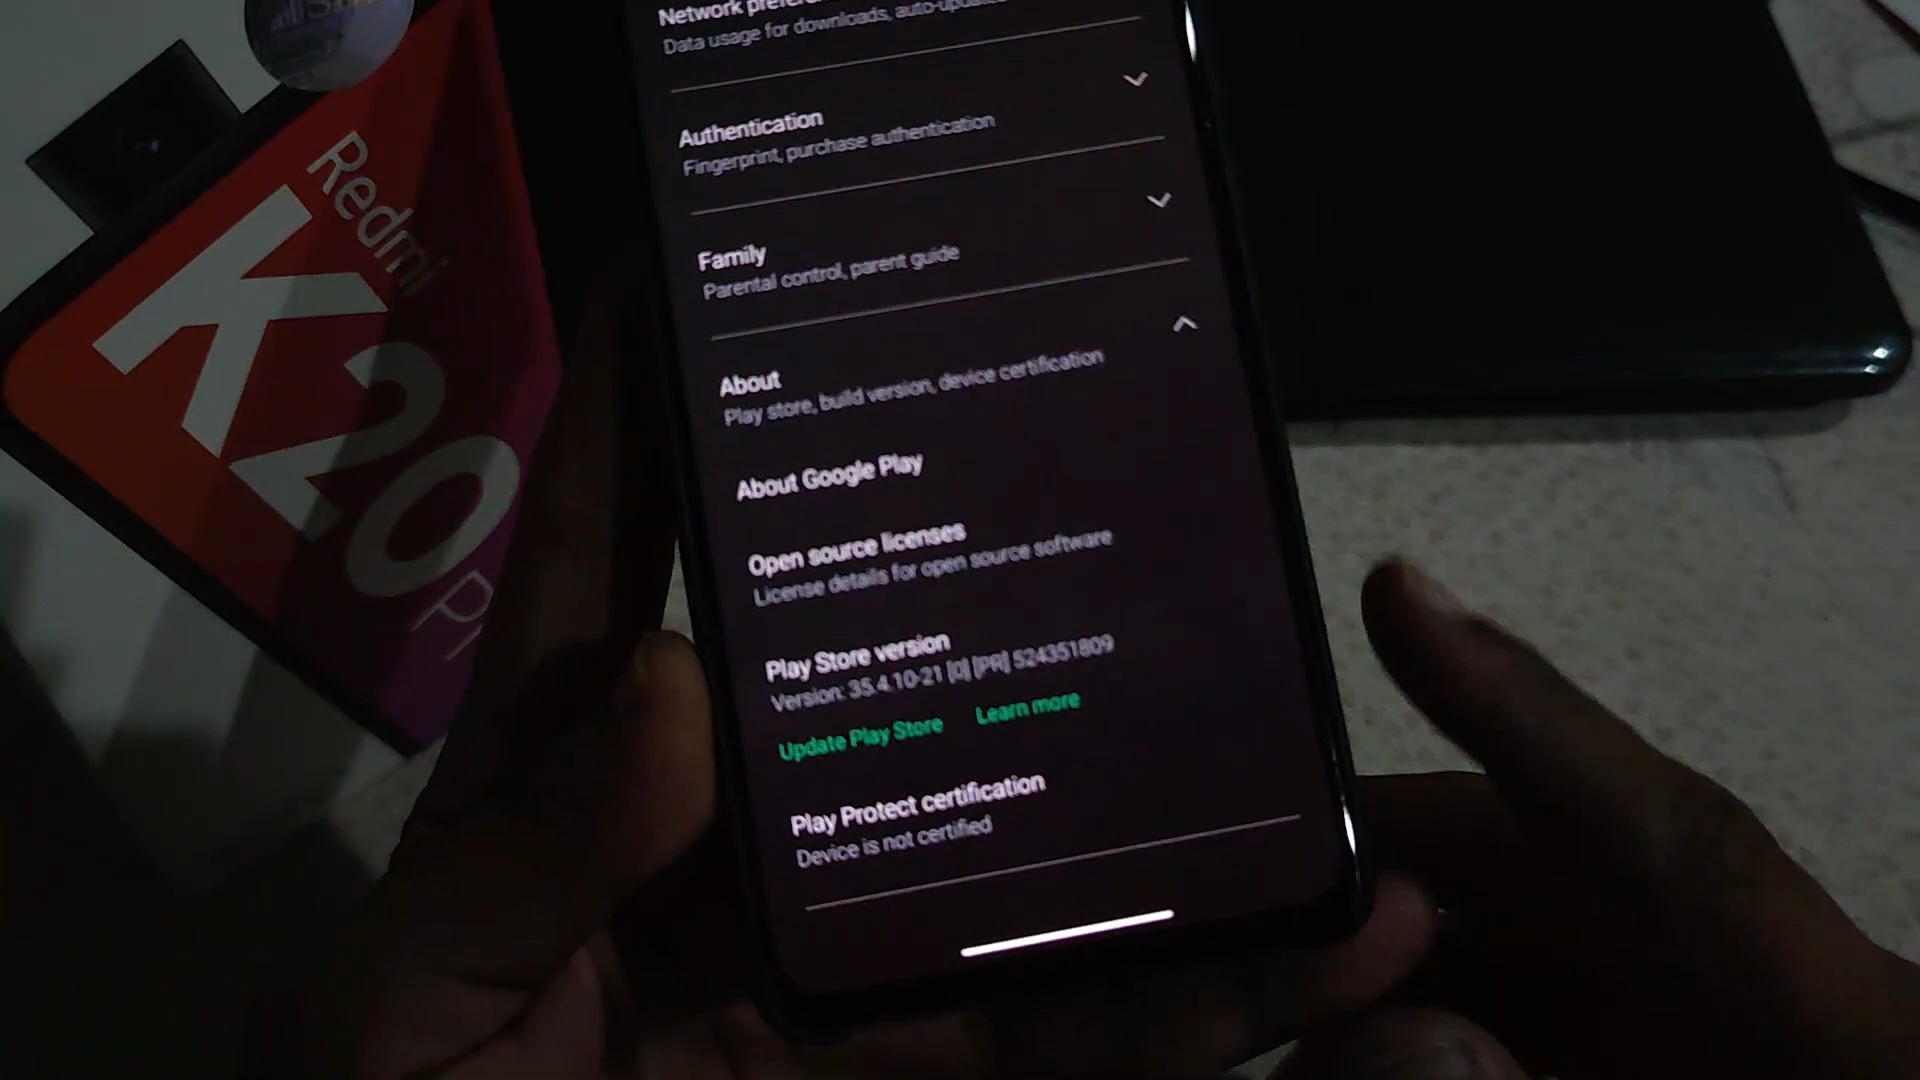 Redmi
K20
Network
Data usage for downloads,
Authentication
Fingerprint, purchase authentication
Family
Parental control, parent guide
About
Play store, build version, device certification
About Google Play
Open source licenses
License details for open source software
Play Store version
Version: 35.4.10-21 [0] [PR] 524351809
Update Play Store Learn more
Play Protect certification
Device is not certified